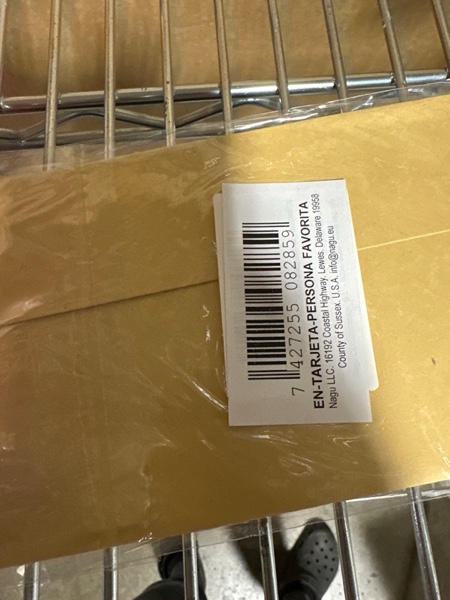 7 427255 082859
EN-TARJETA-PERSONA FAVORITA
Nagu LLC. 16192 Coastal Highway, Lewes. Delaware 19958
County of Sussex. U.S.A. info@nagu.eu